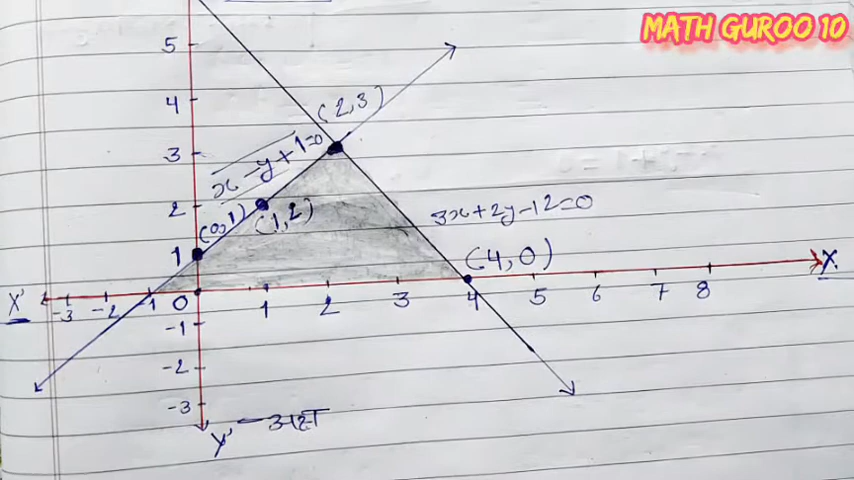 MATH GUROO 10
5
4
(2,3)
3
x-y+1=0
2
(0,1)
(1,2)
3x+2y-12=0
1
(4,0)
X
X'
-3 -2 -1 0 1 2 3 4 5 6 7 8
-1
-2
-3
Y'